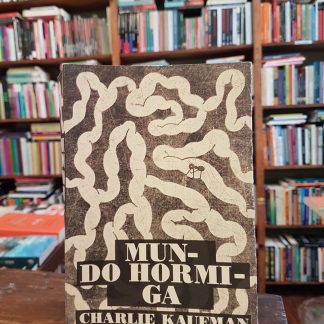 MUN-
DO HORMI-
GA
CHARLIE KAUFMAN